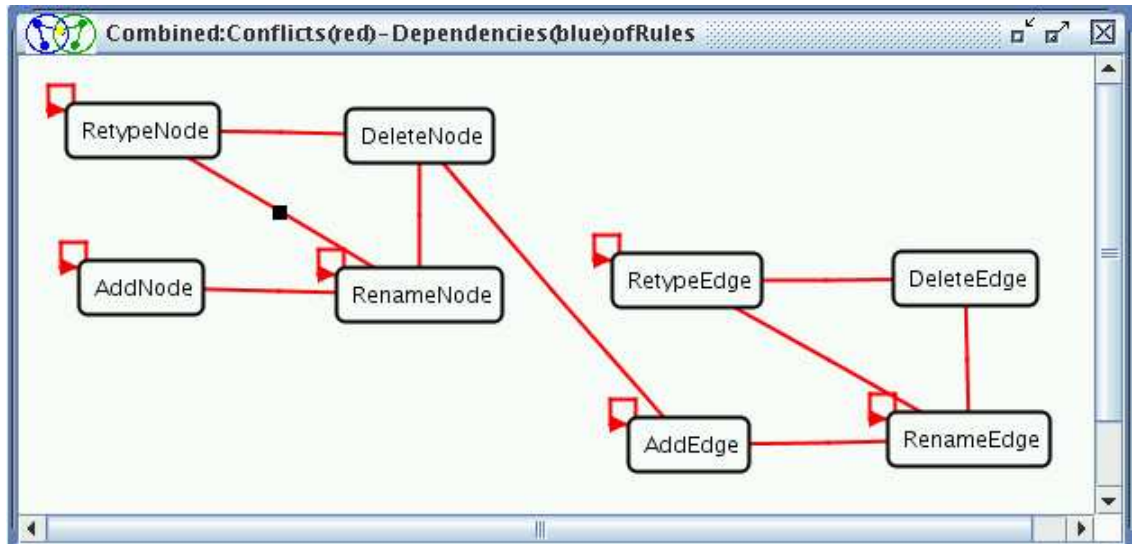 Combined:Conflicts(red)-Dependencies(blue)ofRules
RetypeNode
DeleteNode
AddNode
RenameNode
RetypeEdge
DeleteEdge
AddEdge
RenameEdge